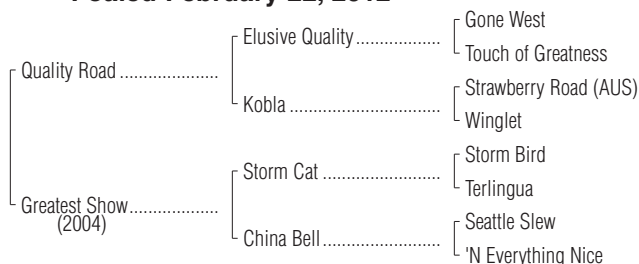 Foaled February 22, 2012
Gone West
Elusive Quality ..................
Touch of Greatness
Quality Road .....................
Strawberry Road (AUS)
Kobla ................................
Winglet
Storm Bird
Storm Cat .........................
Terlingua
Greatest Show...................
(2004)
Seattle Slew
China Bell .........................
'N Everything Nice